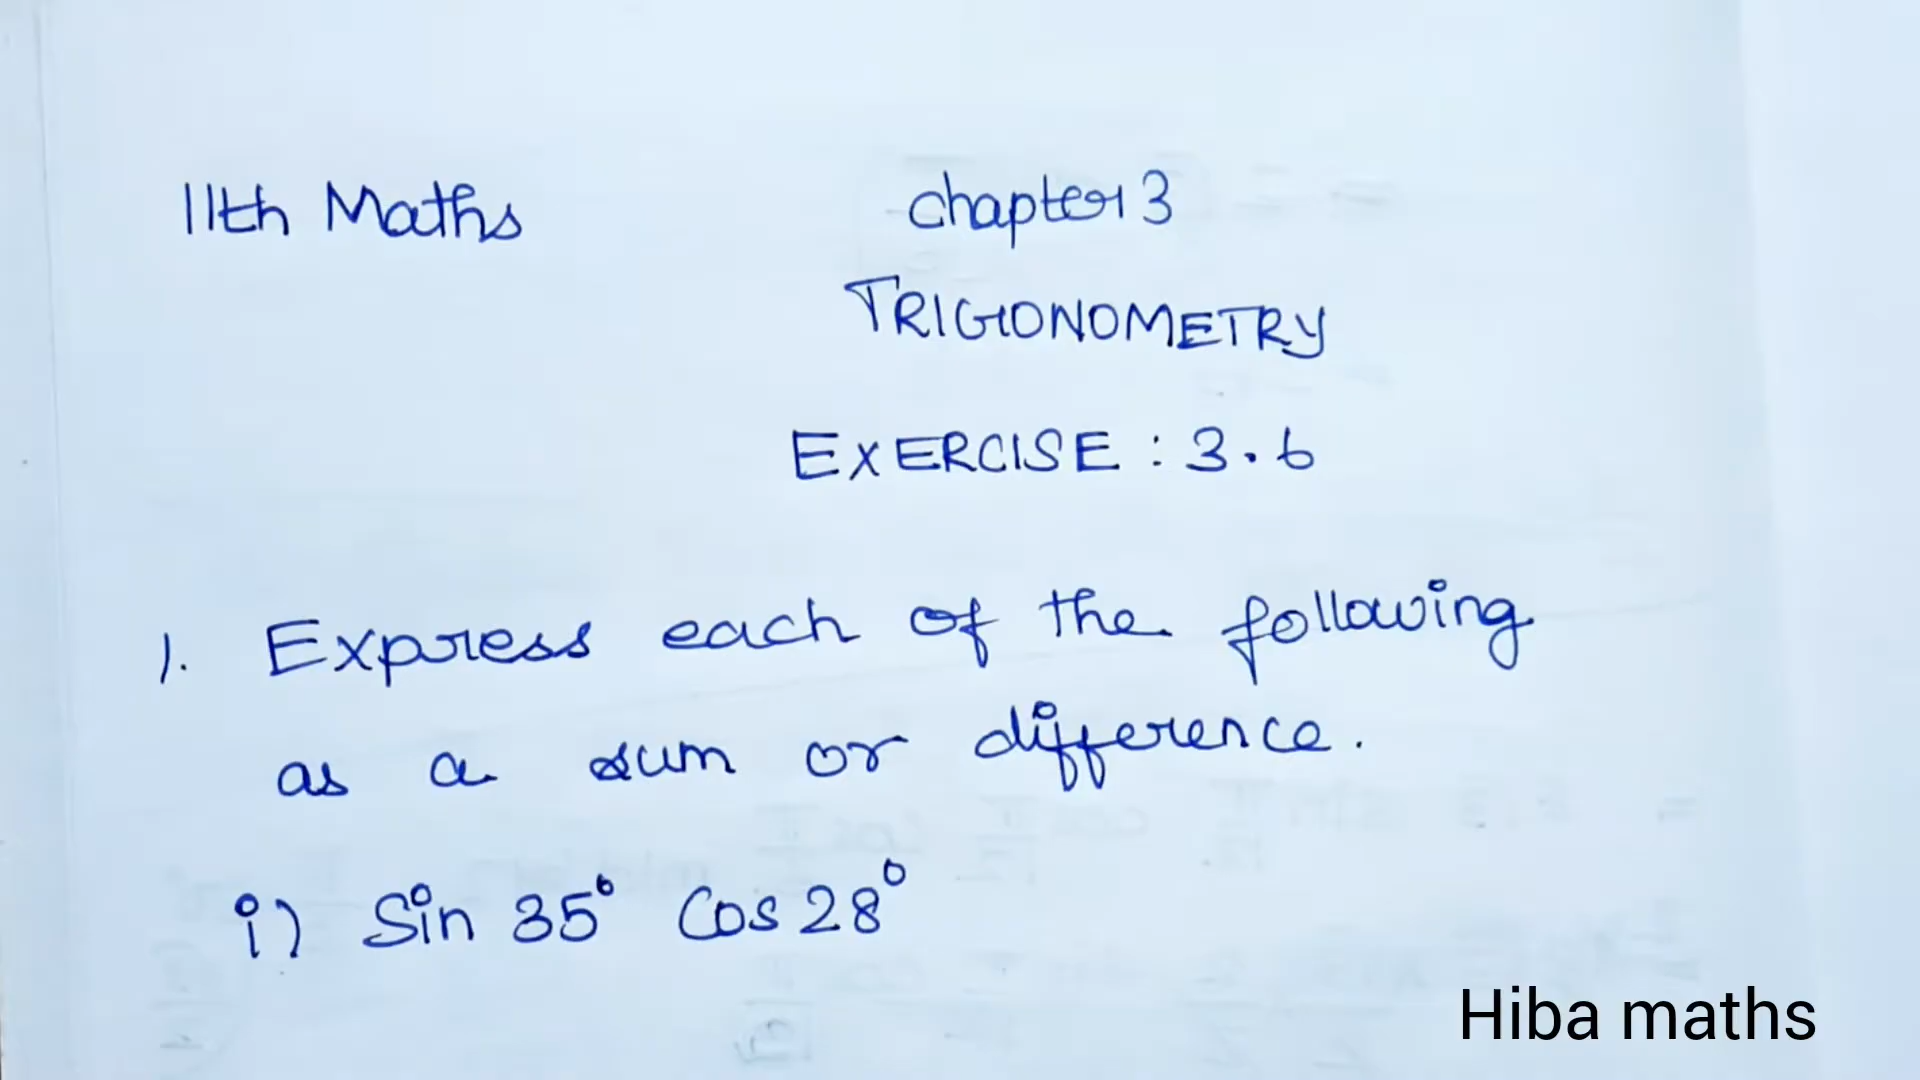 11th Maths chapter 3
TRIGONOMETRY
EXERCISE : 3.6
1. Express each of the following
as a sum or difference.
i) Sin 35° Cos 28°
Hiba maths